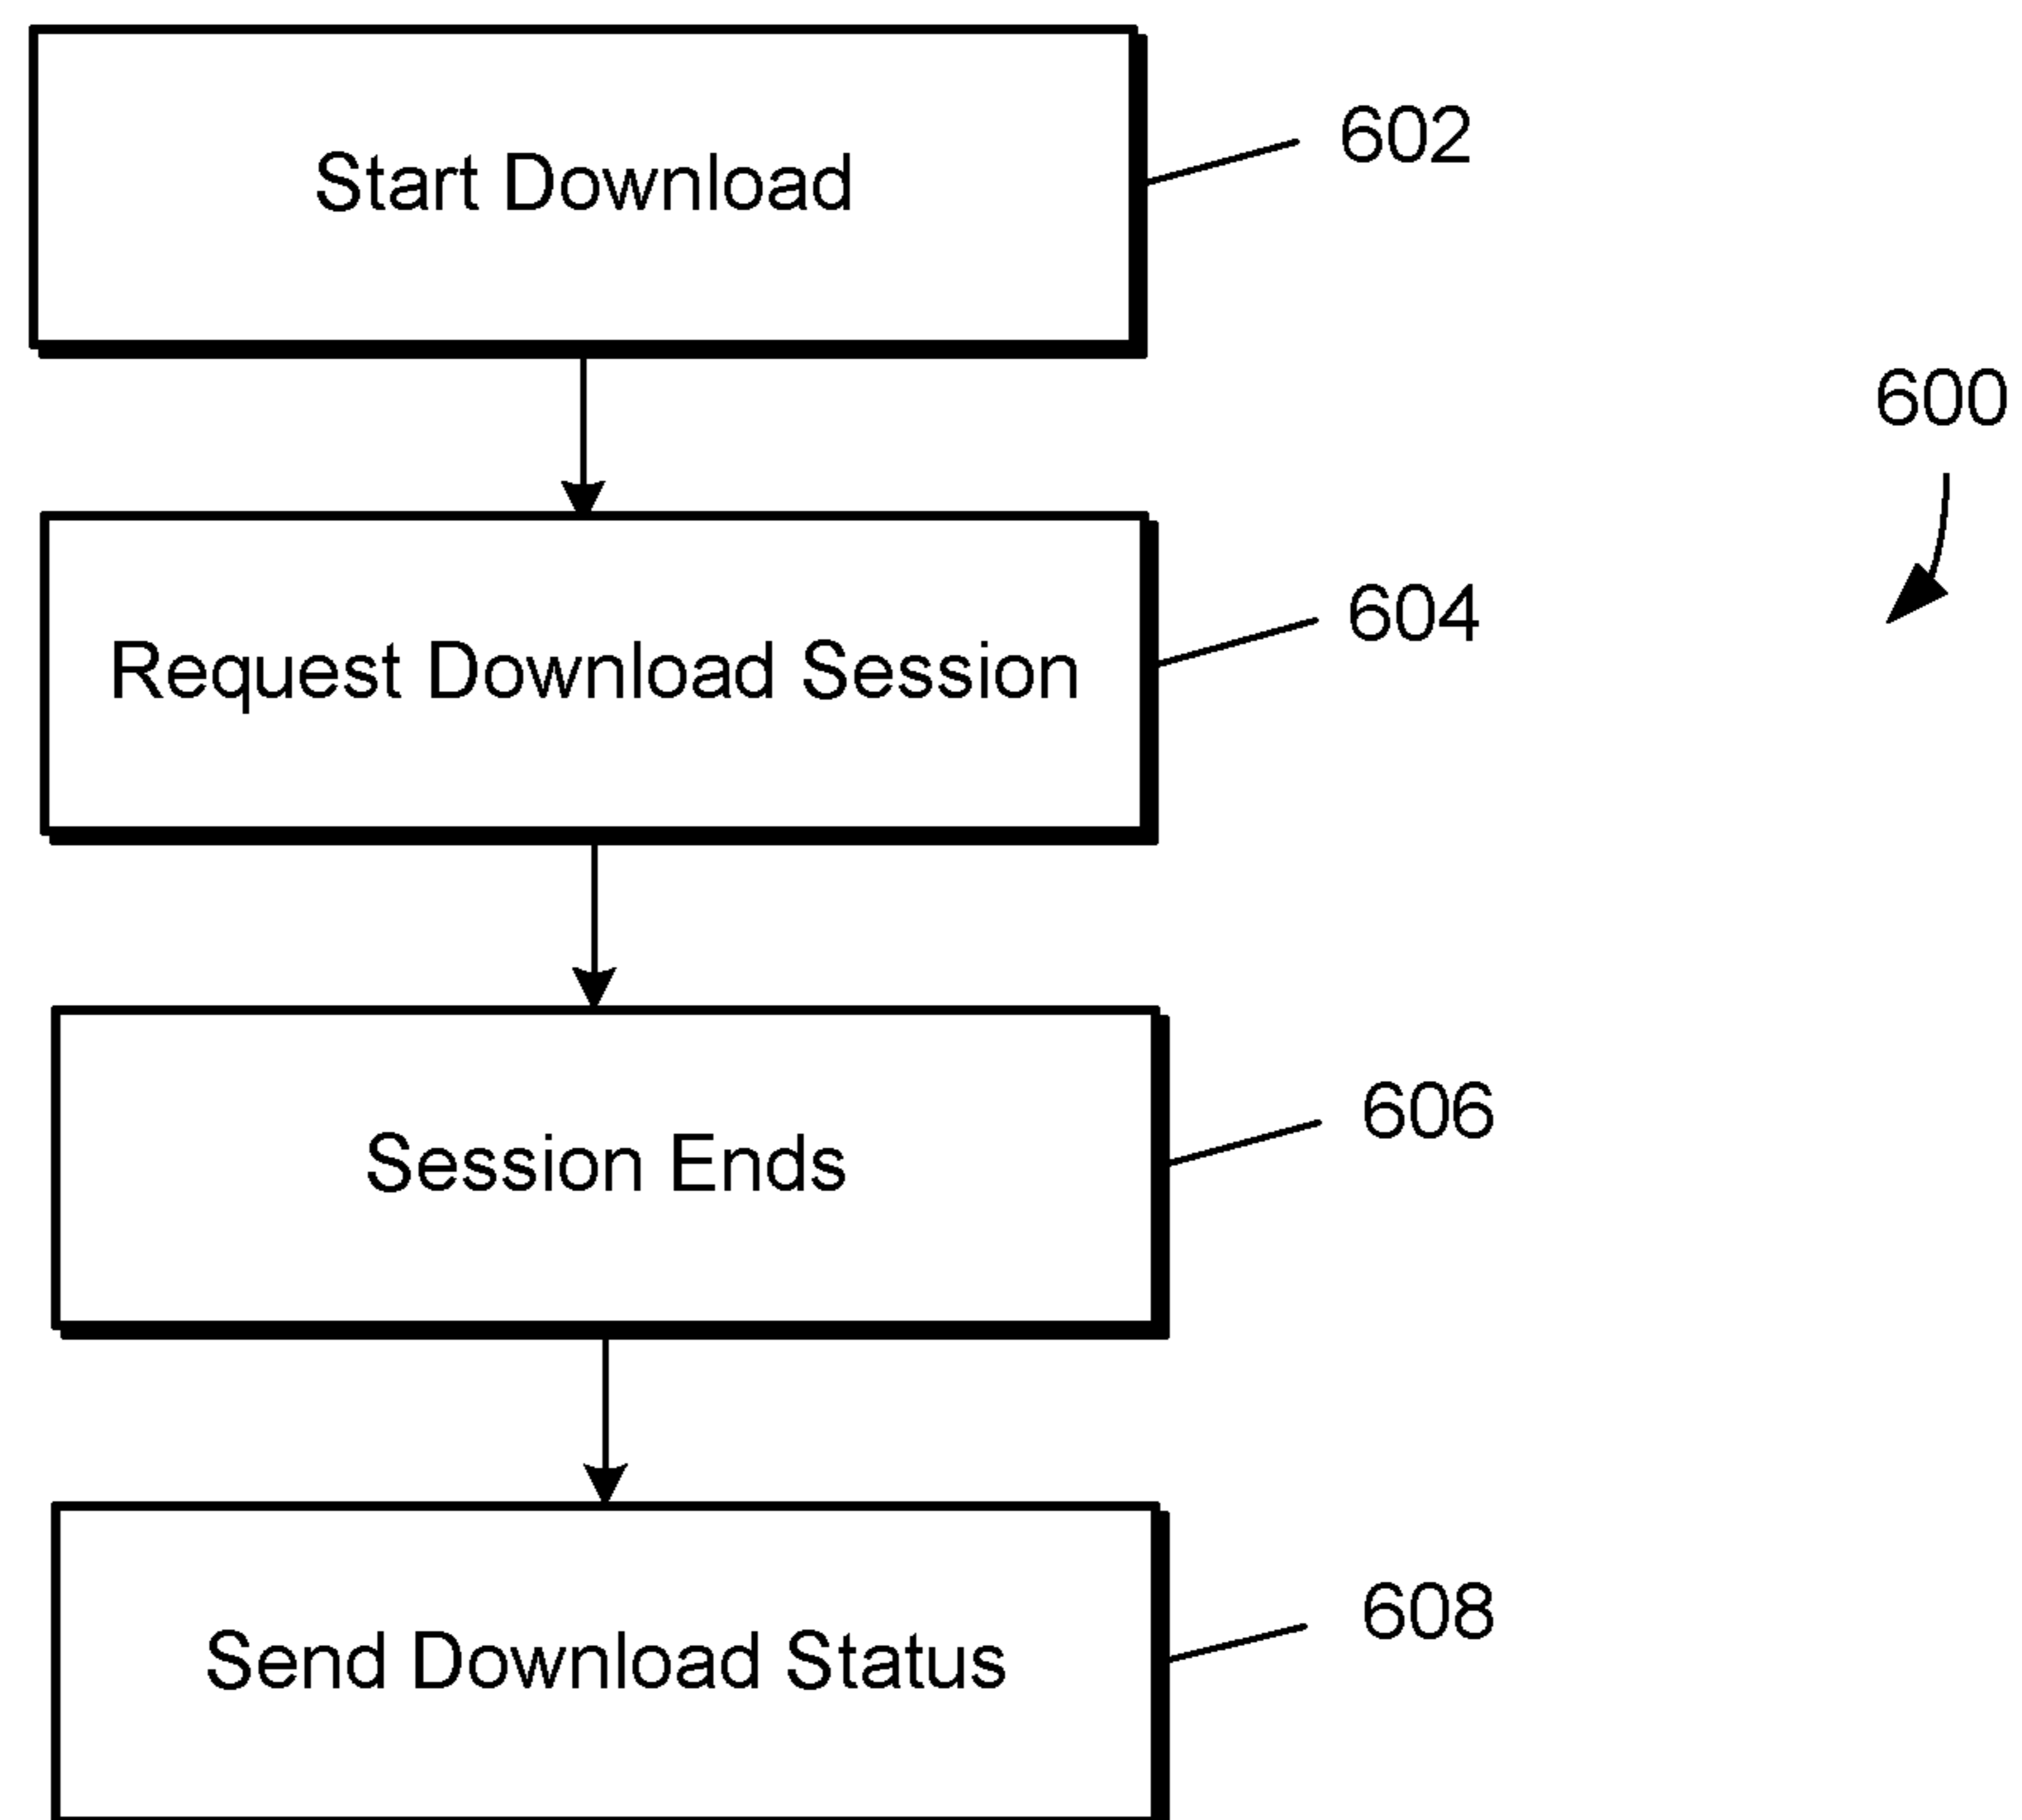 Start Download
602
600
Request Download Session
604
Session Ends
606
Send Download Status
608